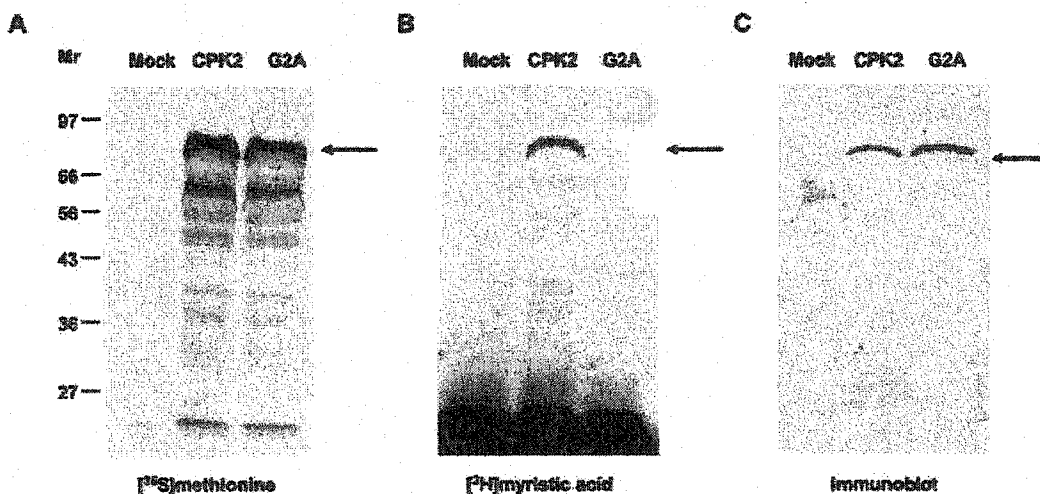 A B C
Mr Mock CPK2 G2A Mock CPK2 G2A Mock CPK2 G2A
97
66
56
43
36
27
[35S]methionine [3H]myristic acid immunoblot